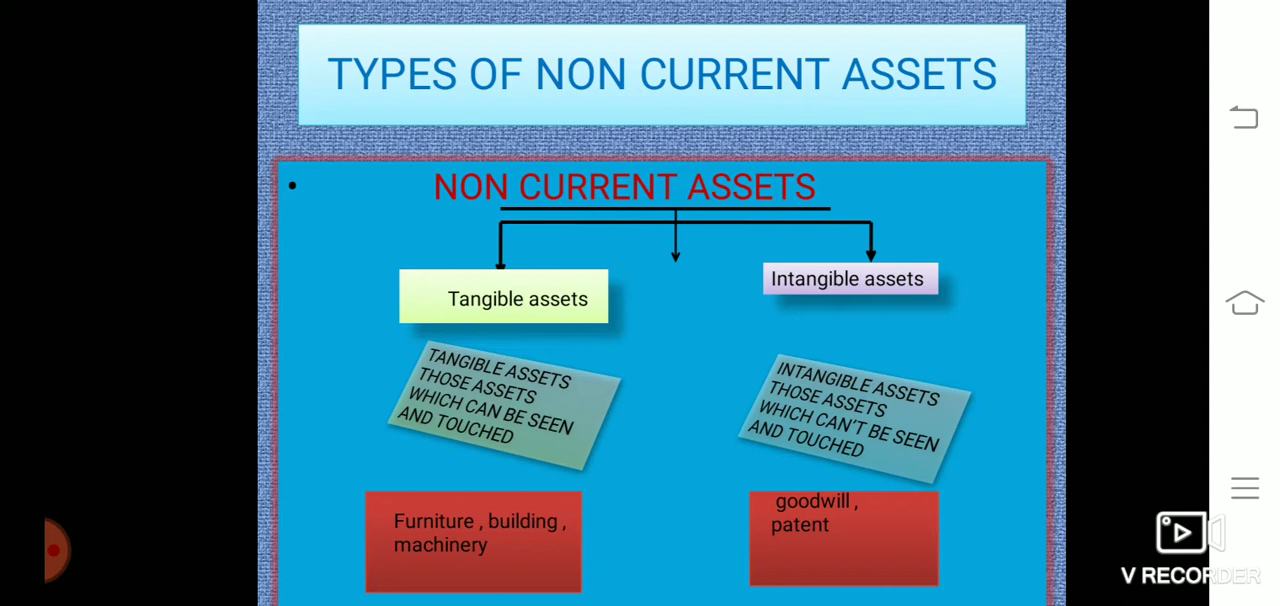 TYPES OF NON CURRENT ASSETS
• NON CURRENT ASSETS
Tangible assets
Intangible assets
TANGIBLE ASSETS
THOSE ASSETS
WHICH CAN BE SEEN
AND TOUCHED
INTANGIBLE ASSETS
THOSE ASSETS
WHICH CAN'T BE SEEN
AND TOUCHED
Furniture , building ,
machinery
goodwill ,
patent
V RECORDER